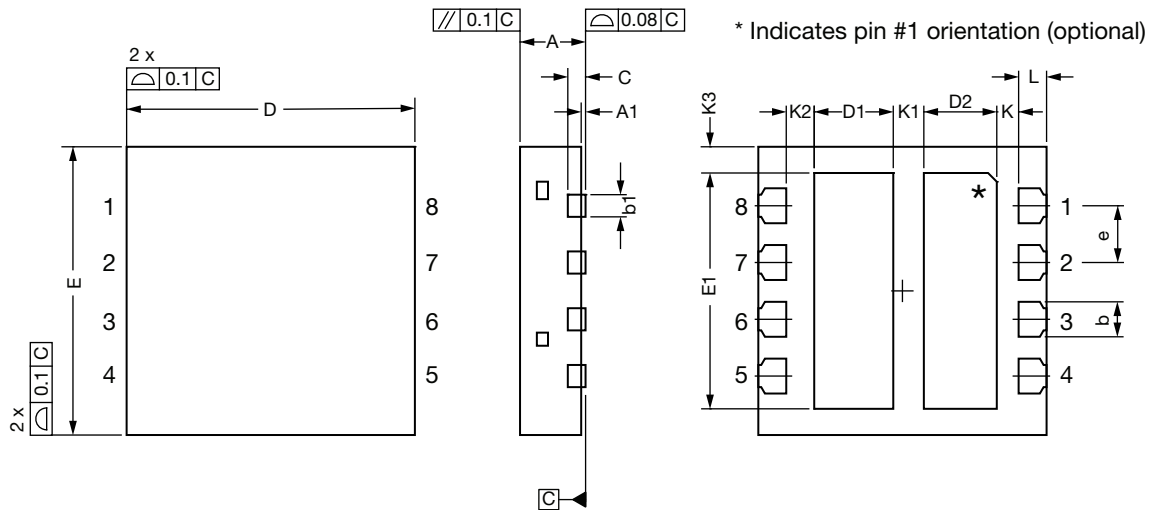 // 0.1 C
A
⌓ 0.08 C
* Indicates pin #1 orientation (optional)
2 x
⌓ 0.1 C
D
C
A1
b1
E
1
2
3
4
8
7
6
5
2 x
⌓ 0.1 C
C
K3
K2
D1
K1
D2
K
L
E1
*
8
7
6
5
1
2
3
4
e
b